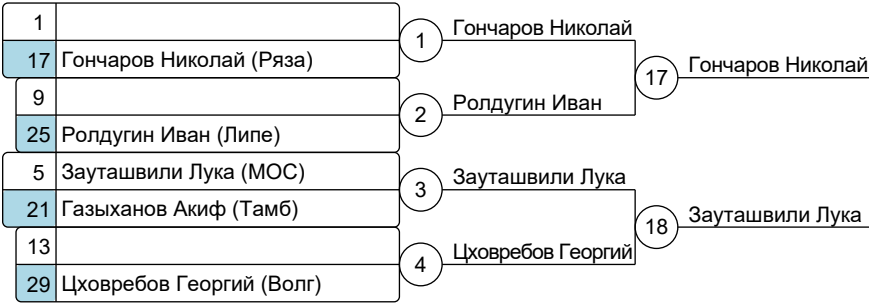 1
17 Гончаров Николай (Ряза)
1
Гончаров Николай
9
25 Ролдугин Иван (Липе)
2
Ролдугин Иван
17
Гончаров Николай
5 Зауташвили Лука (МОС)
21 Газыханов Акиф (Тамб)
3
Зауташвили Лука
13
29 Цховребов Георгий (Волг)
4
Цховребов Георгий
18
Зауташвили Лука